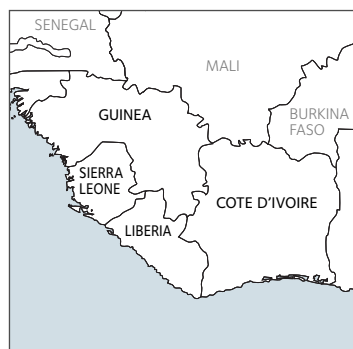 SENEGAL
MALI
GUINEA
BURKINA
FASO
SIERRA
LEONE
COTE D'IVOIRE
LIBERIA